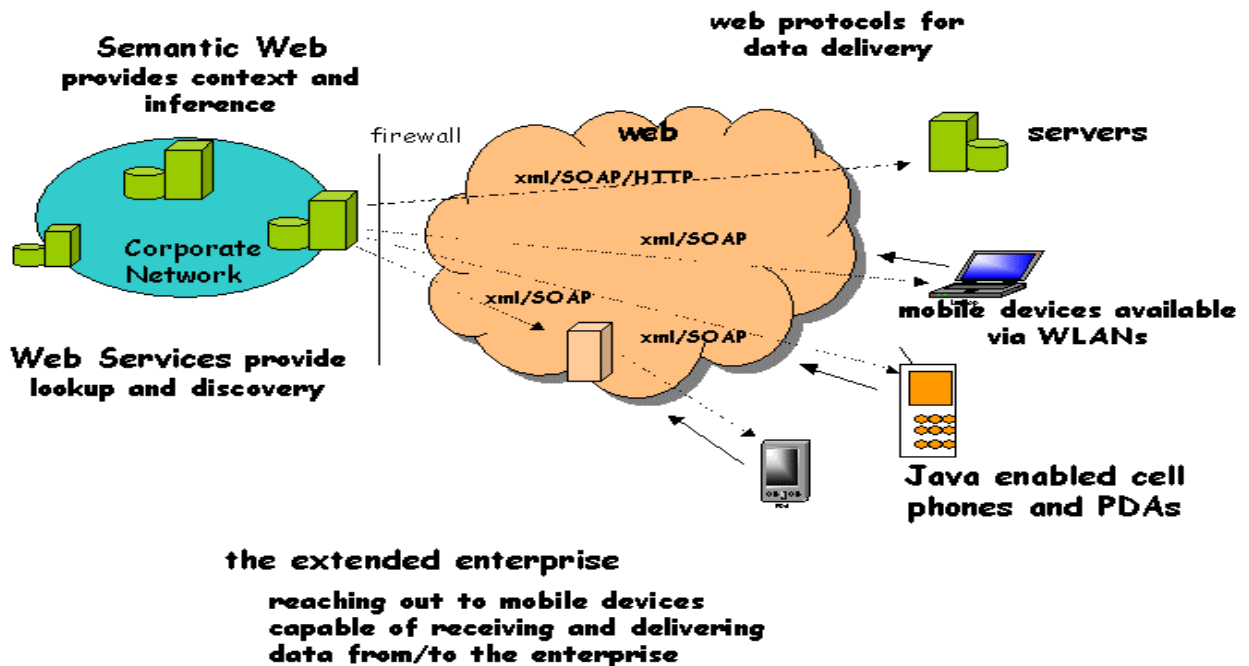 web protocols for
data delivery
Semantic Web
provides context and
inference
firewall
web
servers
xml/SOAP/HTTP
xml/SOAP
Corporate
Network
xml/SOAP
xml/SOAP
mobile devices available
via WLANs
Web Services provide
lookup and discovery
Java enabled cell
phones and PDAs
the extended enterprise
reaching out to mobile devices
capable of receiving and delivering
data from/to the enterprise